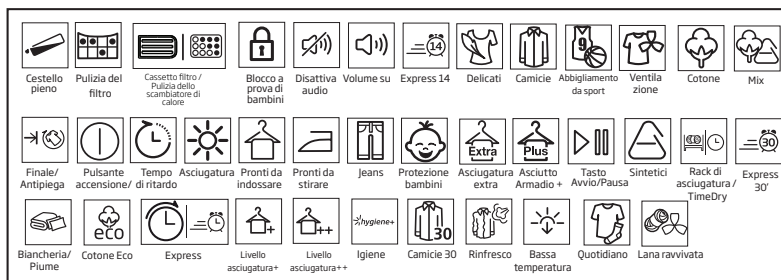 14
9
Cestello pieno
Pulizia del filtro
Cassetto filtro / Pulizia dello scambiatore di calore
Blocco a prova di bambini
Disattiva audio
Volume su
Express 14
Delicati
Camicie
Abbigliamento da sport
Ventila zione
Cotone
Mix
Extra
Plus
30
Finale/ Antipiega
Pulsante accensione/
Tempo di ritardo
Asciugatura
Pronti da indossare
Pronti da stirare
Jeans
Protezione bambini
Asciugatura extra
Asciutto Armadio +
Tasto Avvio/Pausa
Sintetici
Rack di asciugatura / TimeDry
Express 30'
eco
+
++
hygiene+
30
Biancheria/ Piume
Cotone Eco
Express
Livello asciugatura+
Livello asciugatura++
Igiene
Camicie 30
Rinfresco
Bassa temperatura
Quotidiano
Lana ravvivata